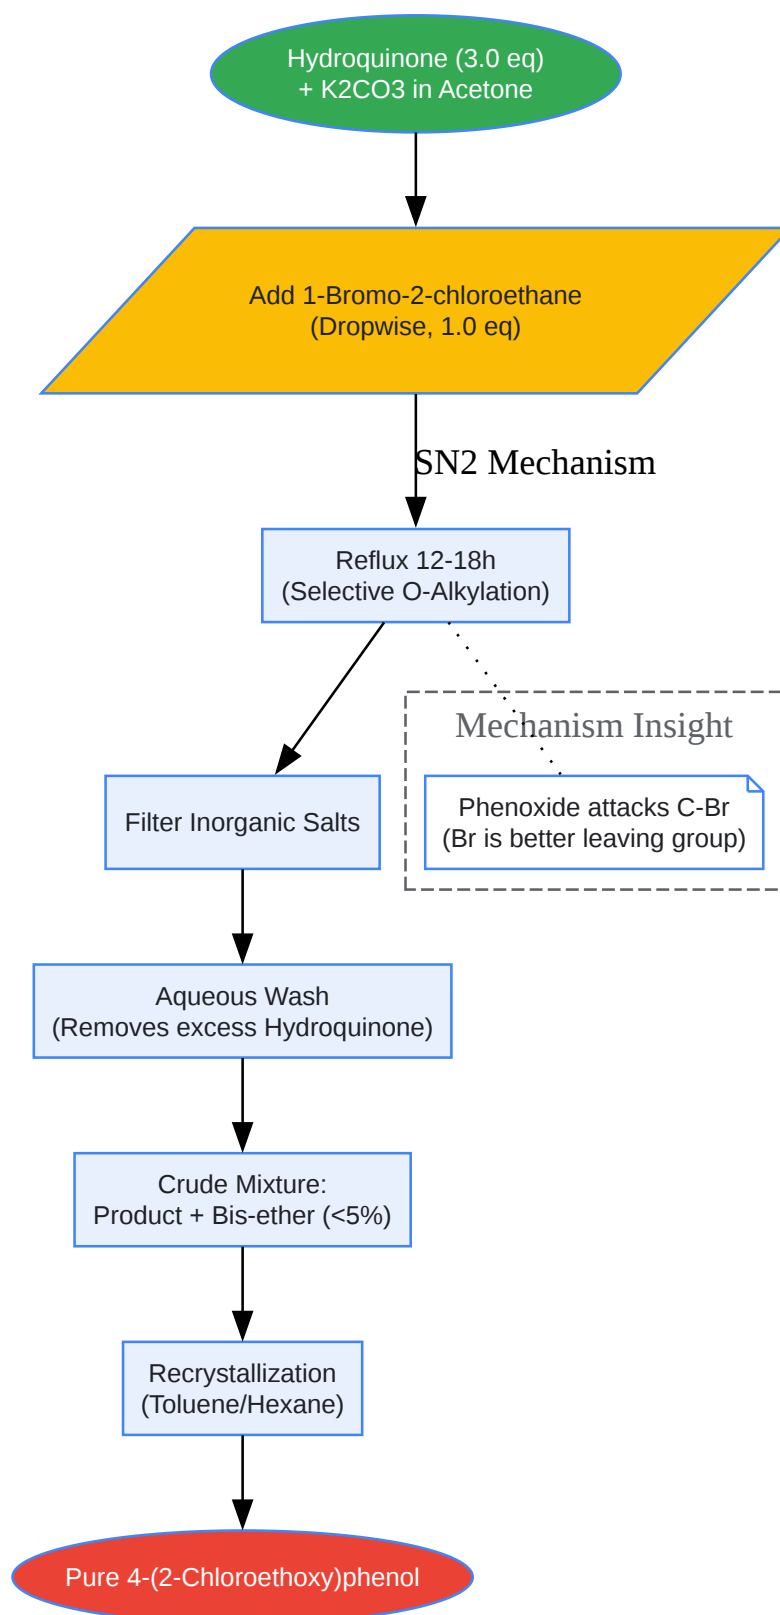 Hydroquinone (3.0 eq)
+ K2CO3 in Acetone
Add 1-Bromo-2-chloroethane
(Dropwise, 1.0 eq)
SN2 Mechanism
Reflux 12-18h
(Selective O-Alkylation)
Mechanism Insight
Phenoxide attacks C-Br
(Br is better leaving group)
Filter Inorganic Salts
Aqueous Wash
(Removes excess Hydroquinone)
Crude Mixture:
Product + Bis-ether (<5%)
Recrystallization
(Toluene/Hexane)
Pure 4-(2-Chloroethoxy)phenol